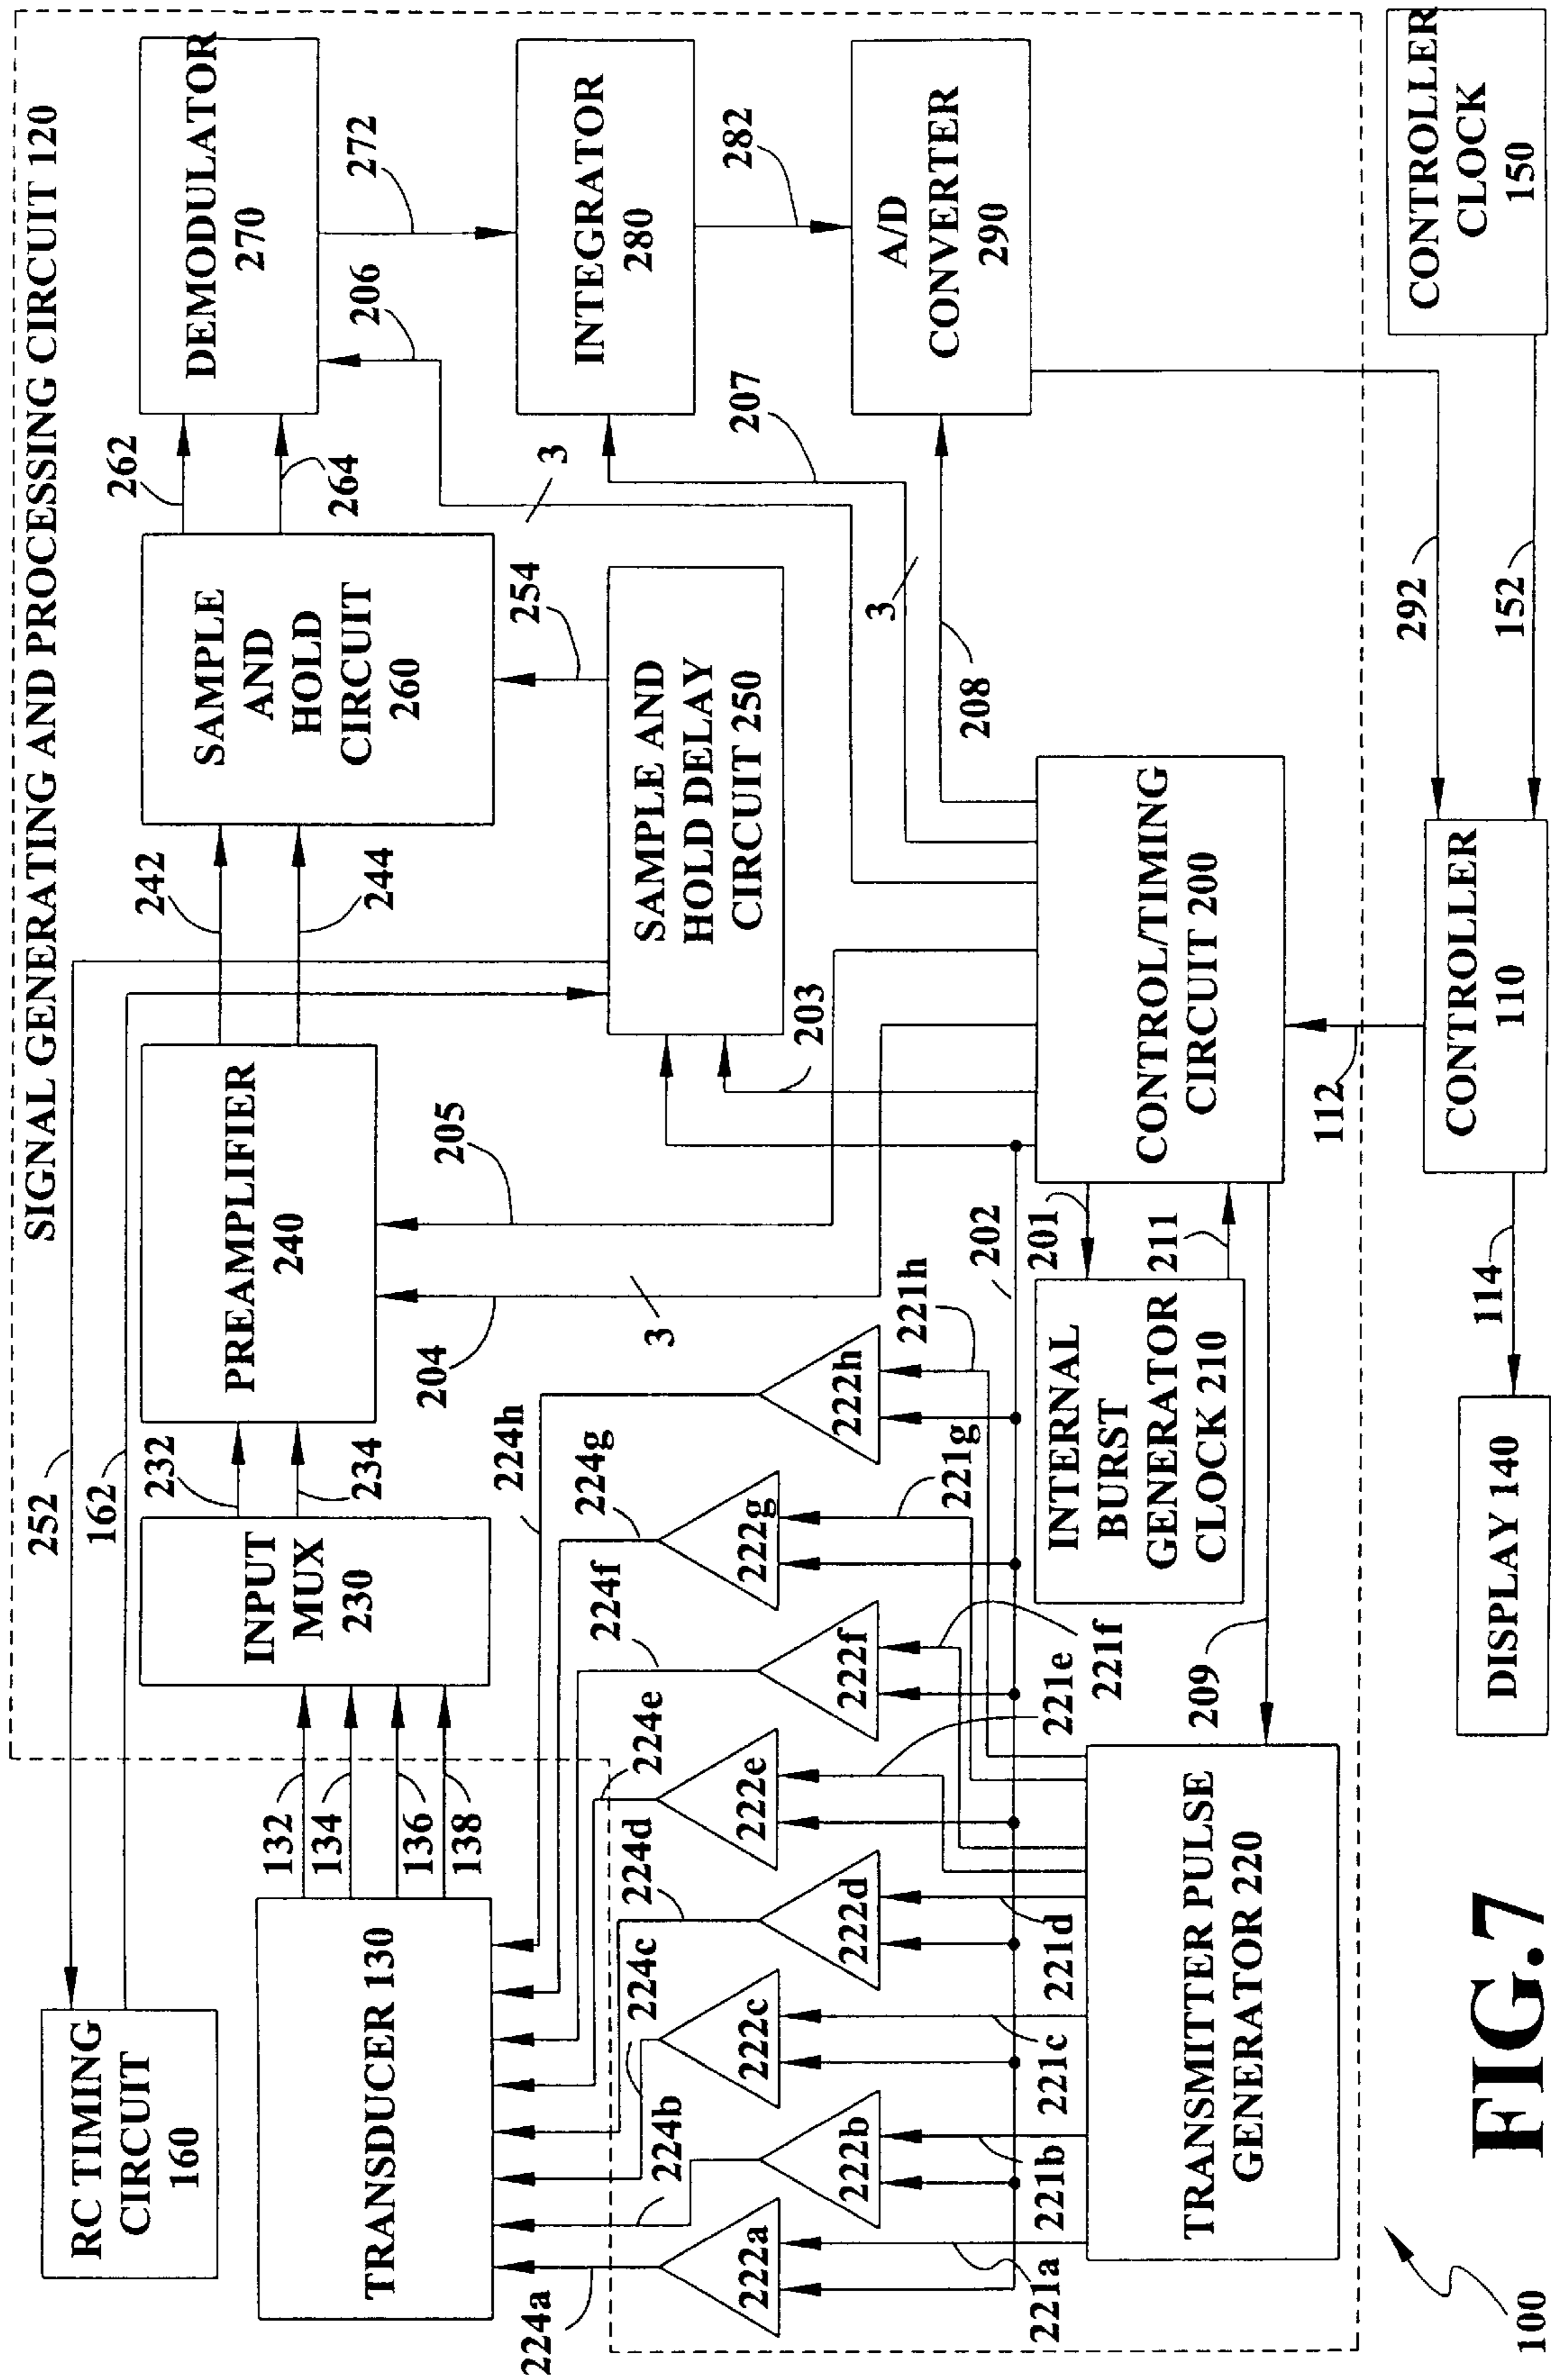 SIGNAL GENERATING AND PROCESSING CIRCUIT 120
RC TIMING
CIRCUIT
160
252
162
TRANSDUCER 130
132
134
136
138
INPUT
MUX
230
232
234
PREAMPLIFIER
240
242
244
SAMPLE
AND
HOLD
CIRCUIT
260
262
264
DEMODULATOR
270
272
206
INTEGRATOR
280
282
A/D
CONVERTER
290
207
3
3
208
254
SAMPLE AND
HOLD DELAY
CIRCUIT 250
203
205
204
3
224a
224b
224c
224d
224e
224f
224g
224h
222a
222b
222c
222d
222e
222f
222g
222h
221a
221b
221c
221d
221e
221f
221g
221h
202
201
211
INTERNAL
BURST
GENERATOR
CLOCK 210
CONTROL/TIMING
CIRCUIT 200
209
TRANSMITTER PULSE
GENERATOR 220
112
CONTROLLER
110
114
DISPLAY 140
292
152
CONTROLLER
CLOCK
150
100
FIG.7